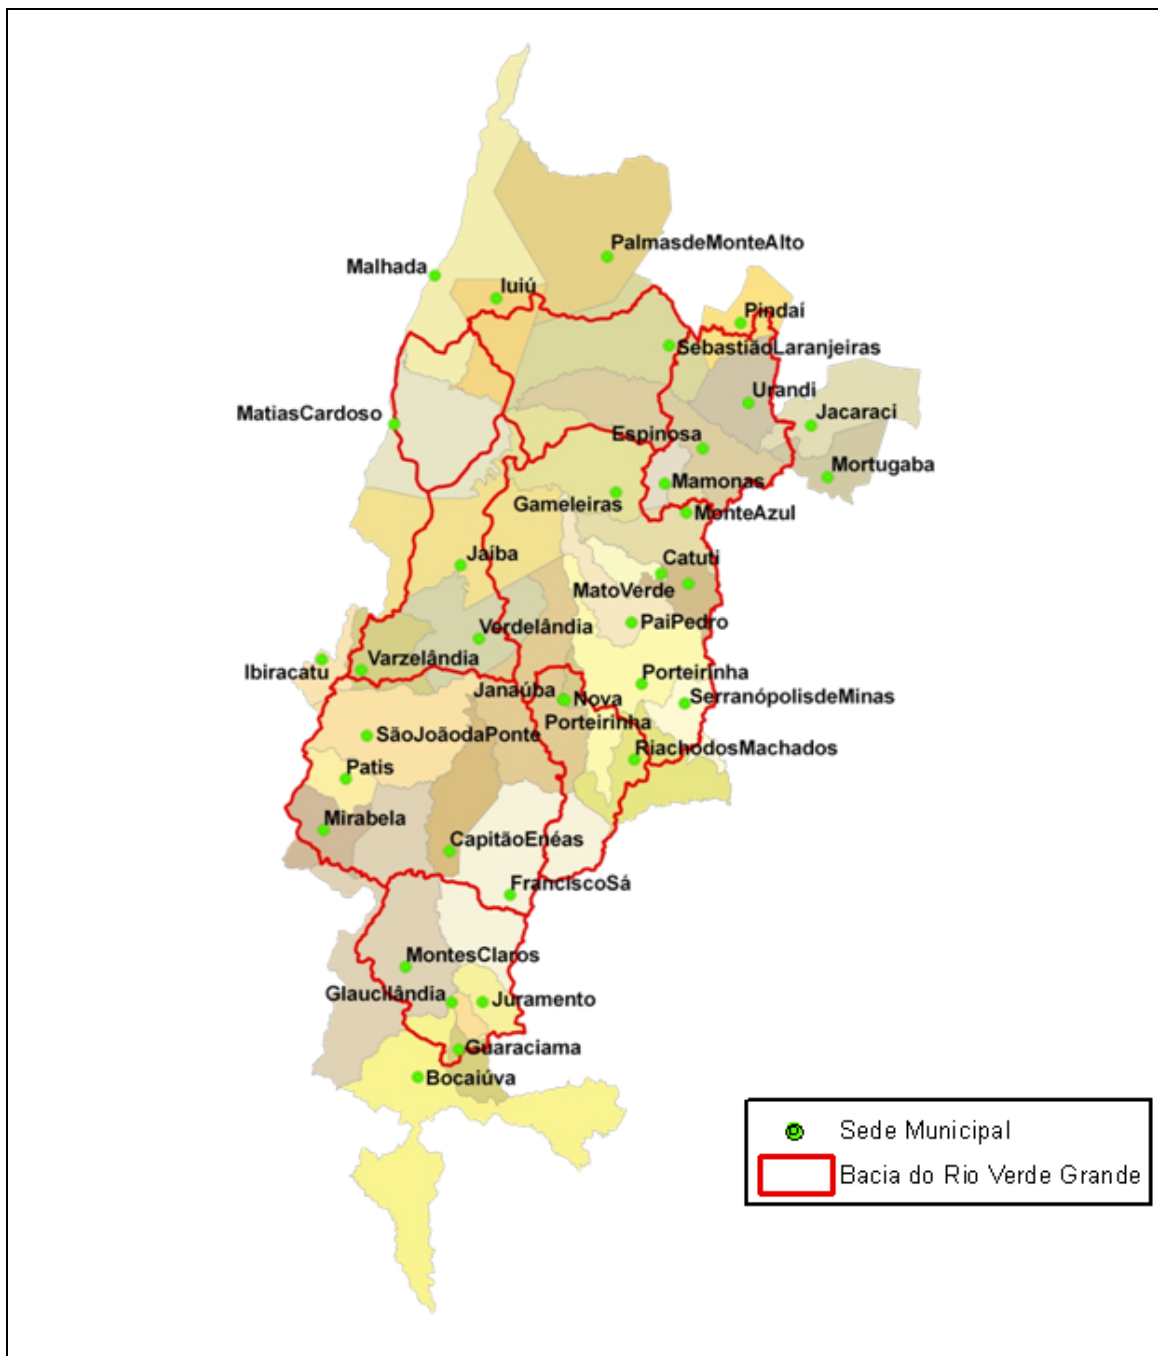 PalmasdeMonteAlto
Malhada
Iuiú
Pindaí
SebastiãoLaranjeiras
Urandi
MatiasCardoso
Jacaraci
Espinosa
Mortugaba
Mamonas
Gameleiras
MonteAzul
Jaíba
Catuti
MatoVerde
PaiPedro
Verdelândia
Varzelândia
Ibiracatu
Porteirinha
Janaúba
Nova
Porteirinha
SerranópolisdeMinas
SãoJoãodaPonte
RiachodosMachados
Patis
Mirabela
CapitãoEnéas
FranciscoSá
MontesClaros
Glaucilândia
Juramento
Guaraciama
Bocaiúva
Sede Municipal
Bacia do Rio Verde Grande